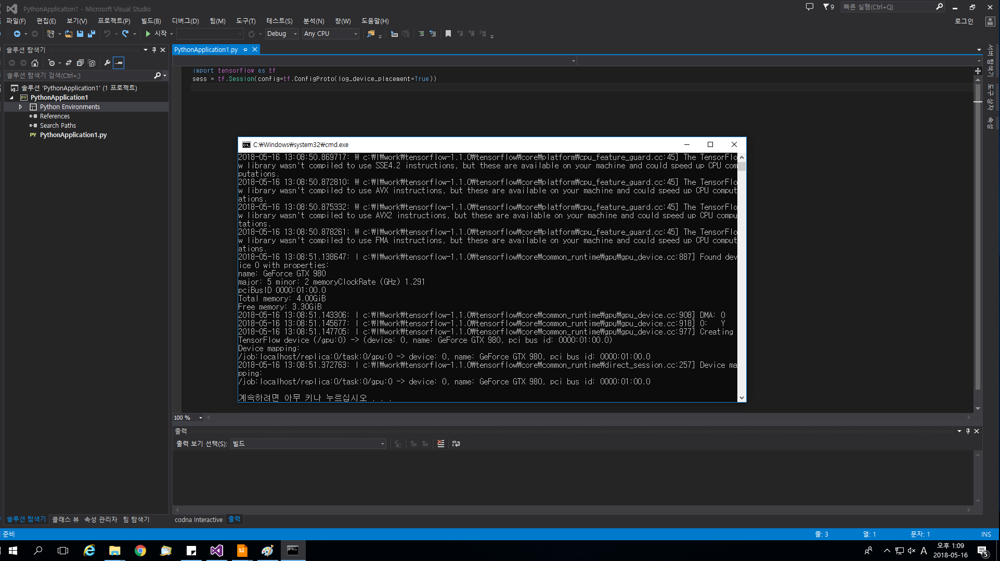 PythonApplication1 - Microsoft Visual Studio
9
빠른 실행(Ctrl+Q)
파일(F) 편집(E) 보기(V) 프로젝트(P) 빌드(B) 디버그(D) 팀(M) 도구(T) 테스트(S) 분석(N) 창(W) 도움말(H)
로그인
시작
Debug
Any CPU
솔루션 탐색기
솔루션 탐색기 검색(Ctrl+;)
솔루션 'PythonApplication1' (1 프로젝트)
PythonApplication1
Python Environments
References
Search Paths
PythonApplication1.py
PythonApplication1.py
import tensorflow as tf
sess = tf.Session(config=tf.ConfigProto(log_device_placement=True))
서버 탐색기
도구 상자
속성
C:₩Windows₩system32₩cmd.exe
2018-05-16 13:08:50.869717: W c:₩l₩work₩tensorflow-1.1.0₩tensorflow₩core₩platform₩cpu_feature_guard.cc:45] The TensorFlo
w library wasn't compiled to use SSE4.2 instructions, but these are available on your machine and could speed up CPU com
putations.
2018-05-16 13:08:50.872810: W c:₩l₩work₩tensorflow-1.1.0₩tensorflow₩core₩platform₩cpu_feature_guard.cc:45] The TensorFlo
w library wasn't compiled to use AVX instructions, but these are available on your machine and could speed up CPU comput
ations.
2018-05-16 13:08:50.875332: W c:₩l₩work₩tensorflow-1.1.0₩tensorflow₩core₩platform₩cpu_feature_guard.cc:45] The TensorFlo
w library wasn't compiled to use AVX2 instructions, but these are available on your machine and could speed up CPU compu
tations.
2018-05-16 13:08:50.878261: W c:₩l₩work₩tensorflow-1.1.0₩tensorflow₩core₩platform₩cpu_feature_guard.cc:45] The TensorFlo
w library wasn't compiled to use FMA instructions, but these are available on your machine and could speed up CPU comput
ations.
2018-05-16 13:08:51.138647: I c:₩l₩work₩tensorflow-1.1.0₩tensorflow₩core₩common_runtime₩gpu₩gpu_device.cc:887] Found dev
ice 0 with properties:
name: GeForce GTX 980
major: 5 minor: 2 memoryClockRate (GHz) 1.291
pciBusID 0000:01:00.0
Total memory: 4.00GiB
Free memory: 3.30GiB
2018-05-16 13:08:51.143306: I c:₩l₩work₩tensorflow-1.1.0₩tensorflow₩core₩common_runtime₩gpu₩gpu_device.cc:908] DMA: 0
2018-05-16 13:08:51.145677: I c:₩l₩work₩tensorflow-1.1.0₩tensorflow₩core₩common_runtime₩gpu₩gpu_device.cc:918] 0:   Y
2018-05-16 13:08:51.147705: I c:₩l₩work₩tensorflow-1.1.0₩tensorflow₩core₩common_runtime₩gpu₩gpu_device.cc:977] Creating
TensorFlow device (/gpu:0) -> (device: 0, name: GeForce GTX 980, pci bus id: 0000:01:00.0)
Device mapping:
/job:localhost/replica:0/task:0/gpu:0 -> device: 0, name: GeForce GTX 980, pci bus id: 0000:01:00.0
2018-05-16 13:08:51.372763: I c:₩l₩work₩tensorflow-1.1.0₩tensorflow₩core₩common_runtime₩direct_session.cc:257] Device ma
pping:
/job:localhost/replica:0/task:0/gpu:0 -> device: 0, name: GeForce GTX 980, pci bus id: 0000:01:00.0
계속하려면 아무 키나 누르십시오 . . .
100 %
출력
출력 보기 선택(S): 빌드
솔루션 탐색기 클래스 뷰 속성 관리자 팀 탐색기
codna Interactive 출력
준비
줄: 3 열: 1 문자: 1 INS
A
오후 1:09
2018-05-16
5